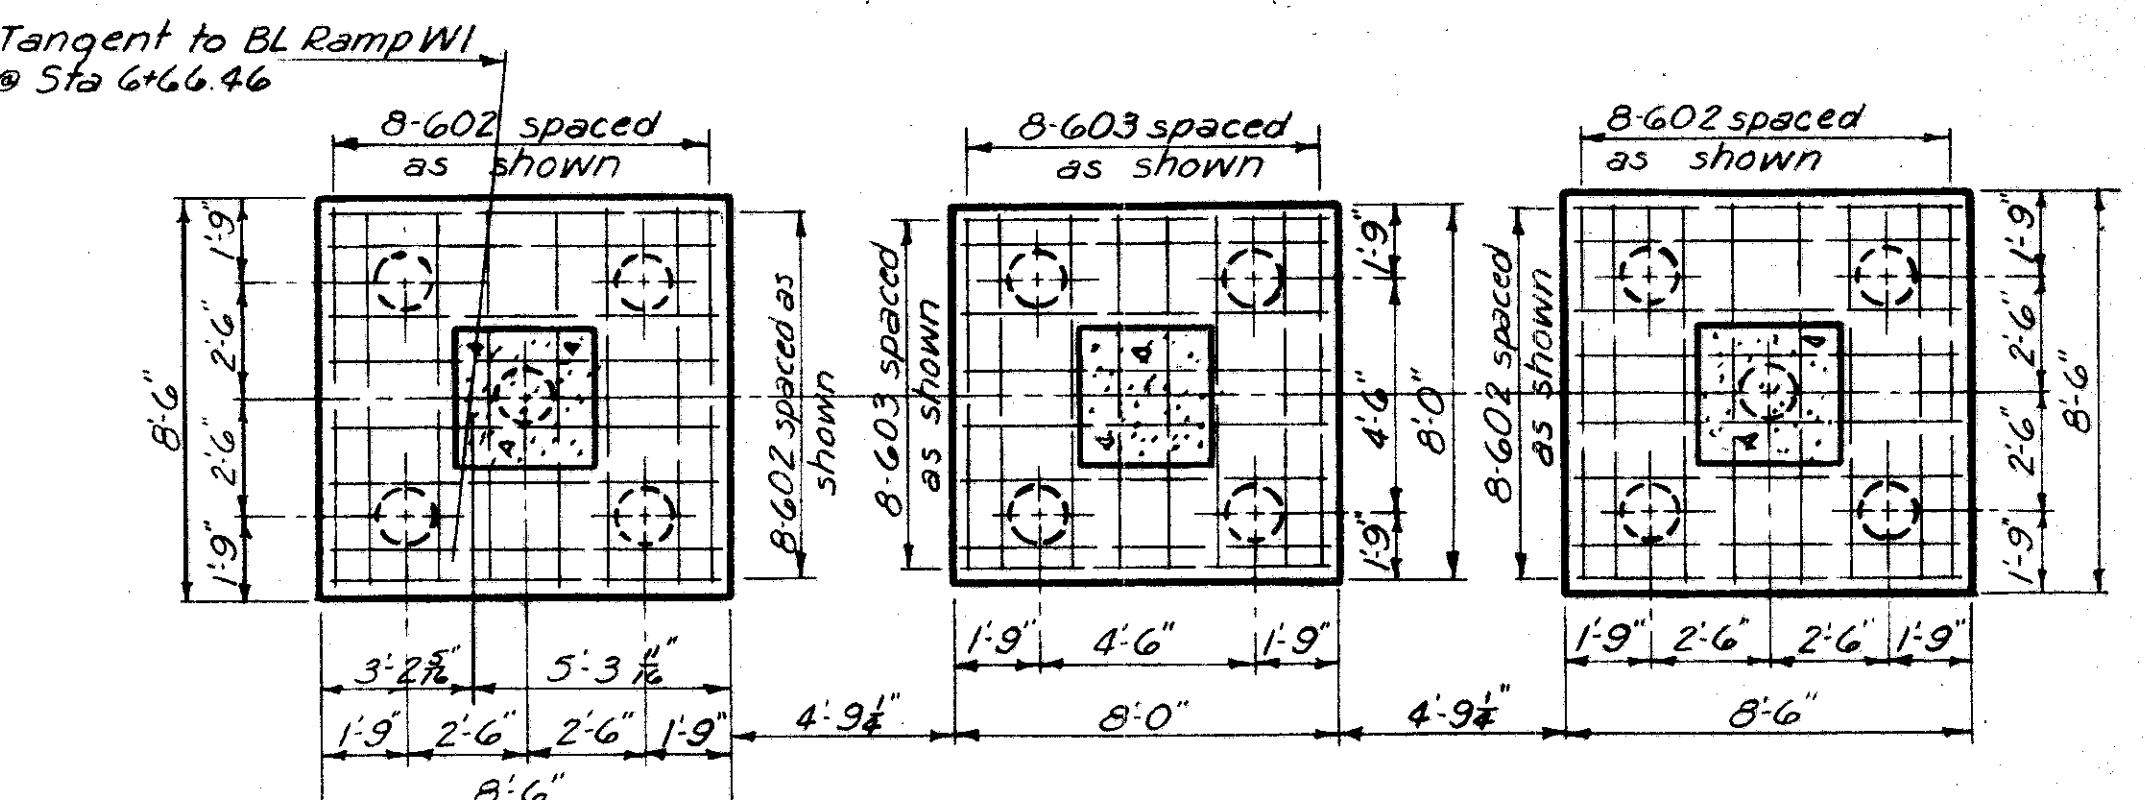 Tangent to BL Ramp W1
@ Sta 6+66.46
8-602 spaced
as shown
8-603 spaced
as shown
8-602 spaced
as shown
1'-9"
2'-6"
2'-6"
1'-9"
8'-6"
8-602 spaced as
shown
8-603 spaced
as shown
1'-9"
4'-6"
1'-9"
8'-0"
8-602 spaced
as shown
1'-9"
2'-6"
2'-6"
1'-9"
8'-6"
3'-2 5/16"
5'-3 11/16"
1'-9"
2'-6"
2'-6"
1'-9"
8'-6"
4'-9 1/4"
1'-9"
4'-6"
1'-9"
8'-0"
4'-9 1/4"
1'-9"
2'-6"
2'-6"
1'-9"
8'-6"